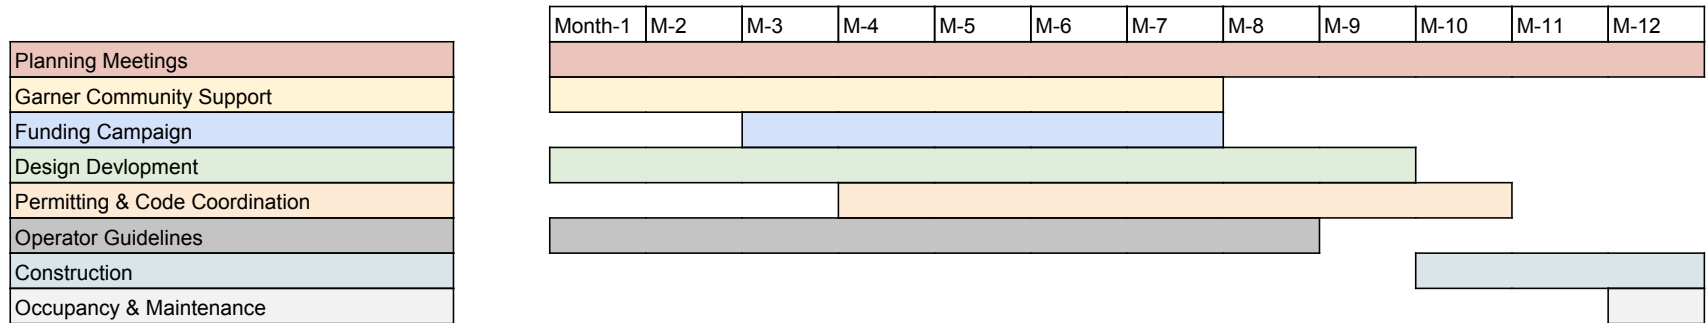 Month-1 M-2 M-3 M-4 M-5 M-6 M-7 M-8 M-9 M-10 M-11 M-12
Planning Meetings
Garner Community Support
Funding Campaign
Design Devlopment
Permitting & Code Coordination
Operator Guidelines
Construction
Occupancy & Maintenance